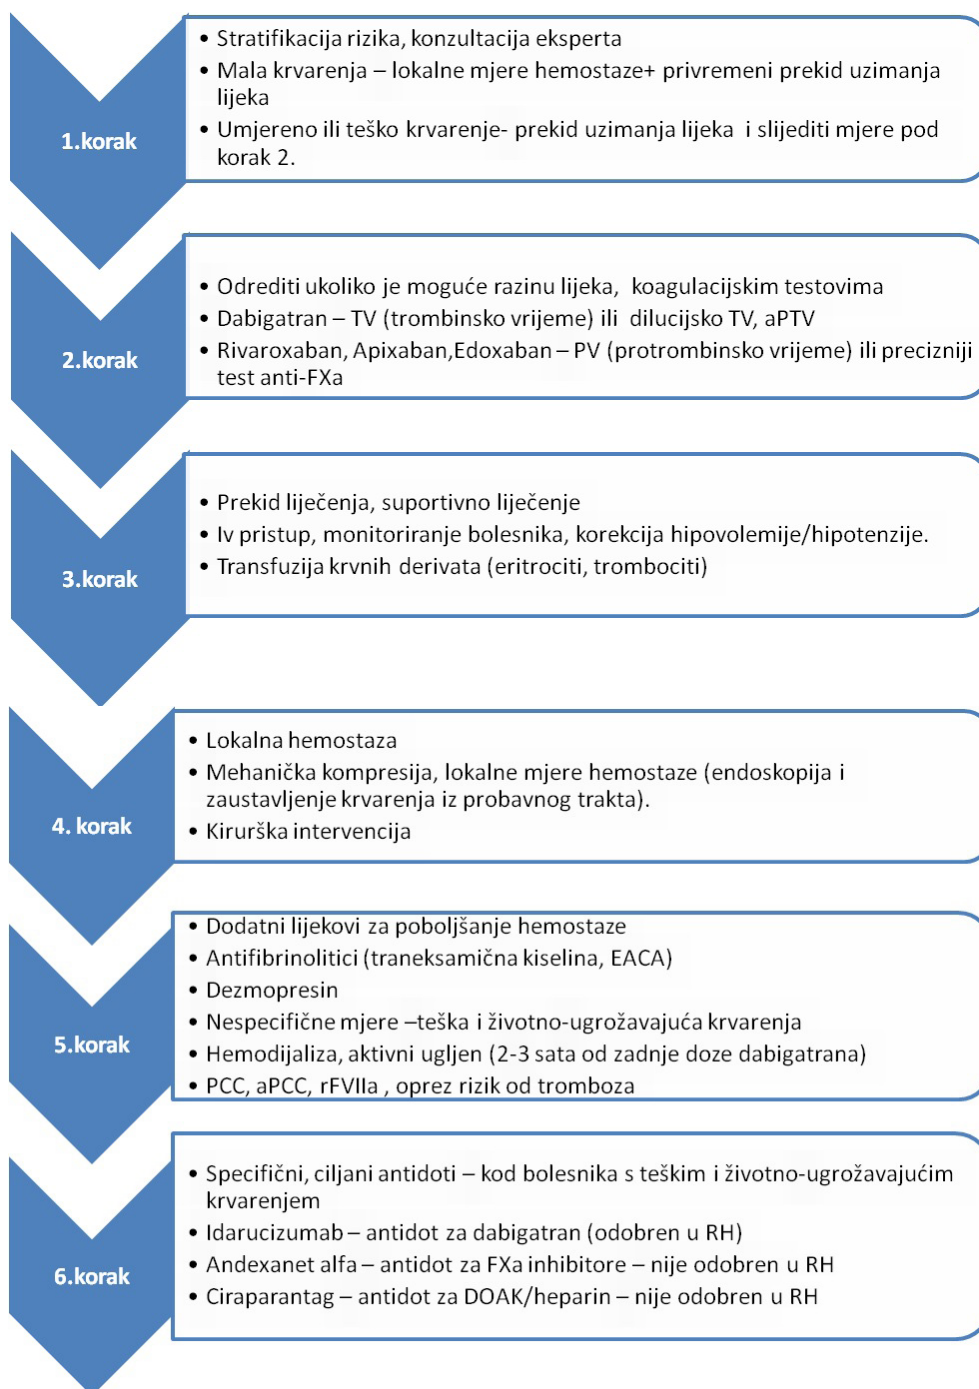 1.korak
• Stratifikacija rizika, konzultacija eksperta
• Mala krvarenja – lokalne mjere hemostaze+ privremeni prekid uzimanja
lijeka
• Umjereno ili teško krvarenje- prekid uzimanja lijeka i slijediti mjere pod
korak 2.
2.korak
• Odrediti ukoliko je moguće razinu lijeka, koagulacijskim testovima
• Dabigatran – TV (trombinsko vrijeme) ili dilucijsko TV, aPTV
• Rivaroxaban, Apixaban,Edoxaban – PV (protrombinsko vrijeme) ili precizniji
test anti-FXa
3.korak
• Prekid liječenja, suportivno liječenje
• Iv pristup, monitoriranje bolesnika, korekcija hipovolemije/hipotenzije.
• Transfuzija krvnih derivata (eritrociti, trombociti)
4. korak
• Lokalna hemostaza
• Mehanička kompresija, lokalne mjere hemostaze (endoskopija i
zaustavljenje krvarenja iz probavnog trakta).
• Kirurška intervencija
5.korak
• Dodatni lijekovi za poboljšanje hemostaze
• Antifibrinolitici (traneksamična kiselina, EACA)
• Dezmopresin
• Nespecifične mjere –teška i životno-ugrožavajuća krvarenja
• Hemodijaliza, aktivni ugljen (2-3 sata od zadnje doze dabigatrana)
• PCC, aPCC, rFVIIa , oprez rizik od tromboza
6.korak
• Specifični, ciljani antidoti – kod bolesnika s teškim i životno-ugrožavajućim
krvarenjem
• Idarucizumab – antidot za dabigatran (odobren u RH)
• Andexanet alfa – antidot za FXa inhibitore – nije odobren u RH
• Ciraparantag – antidot za DOAK/heparin – nije odobren u RH